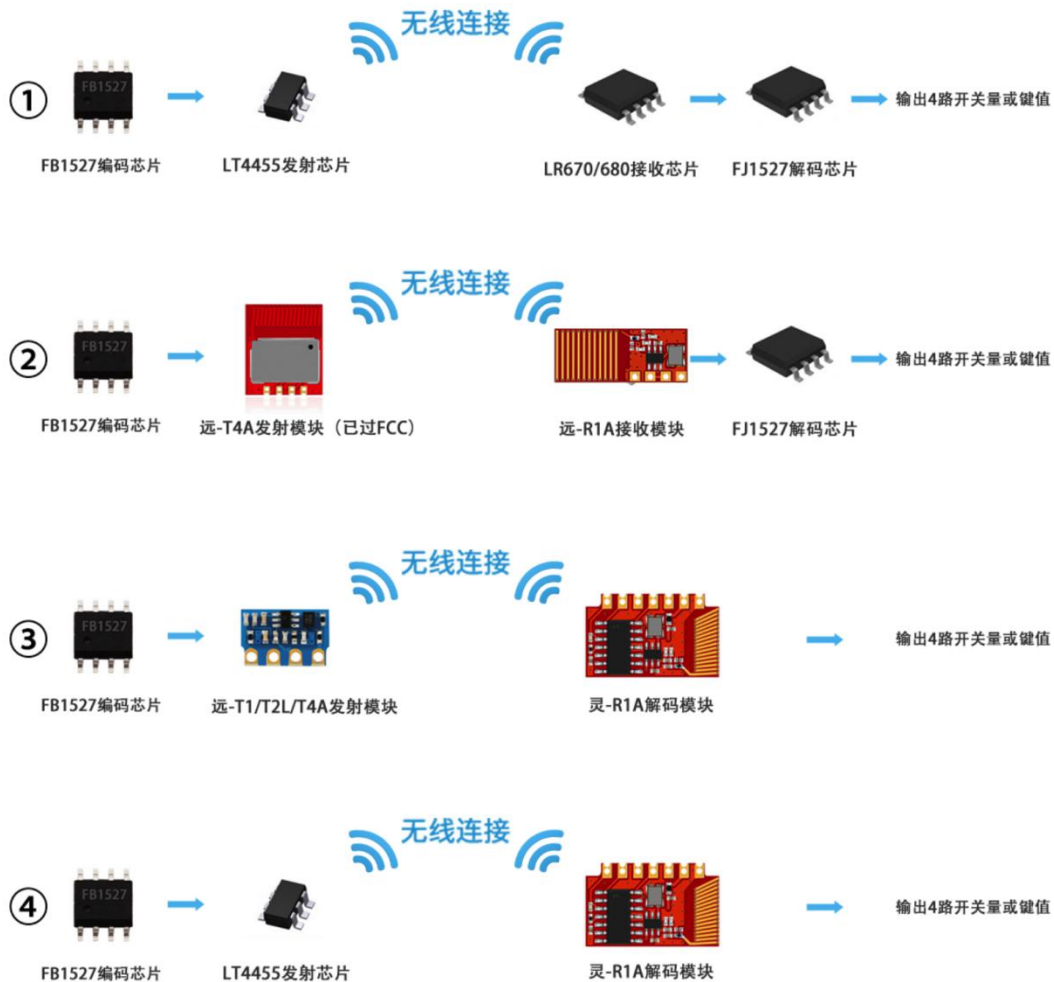 无线连接
①
FB1527
FB1527编码芯片
LT4455发射芯片
LR670/680接收芯片
FJ1527解码芯片
输出4路开关量或键值
无线连接
②
FB1527
FB1527编码芯片
远-T4A发射模块（已过FCC）
远-R1A接收模块
FJ1527解码芯片
输出4路开关量或键值
无线连接
③
FB1527
FB1527编码芯片
远-T1/T2L/T4A发射模块
灵-R1A解码模块
输出4路开关量或键值
无线连接
④
FB1527
FB1527编码芯片
LT4455发射芯片
灵-R1A解码模块
输出4路开关量或键值